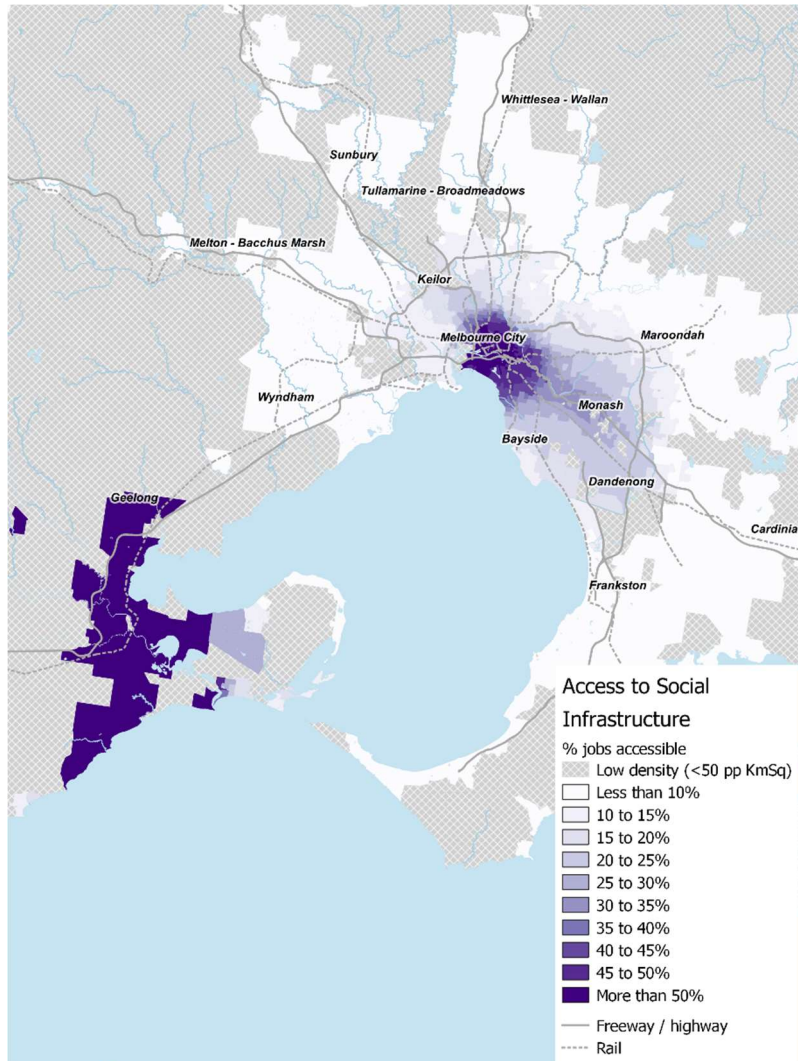 Whittlesea - Wallan
Sunbury
Tullamarine - Broadmeadows
Melton - Bacchus Marsh
Keilor
Melbourne City
Maroondah
Wyndham
Monash
Bayside
Geelong
Dandenong
Cardinia
Frankston
Access to Social
Infrastructure
% jobs accessible
Low density (<50 pp KmSq)
Less than 10%
10 to 15%
15 to 20%
20 to 25%
25 to 30%
30 to 35%
35 to 40%
40 to 45%
45 to 50%
More than 50%
Freeway / highway
Rail